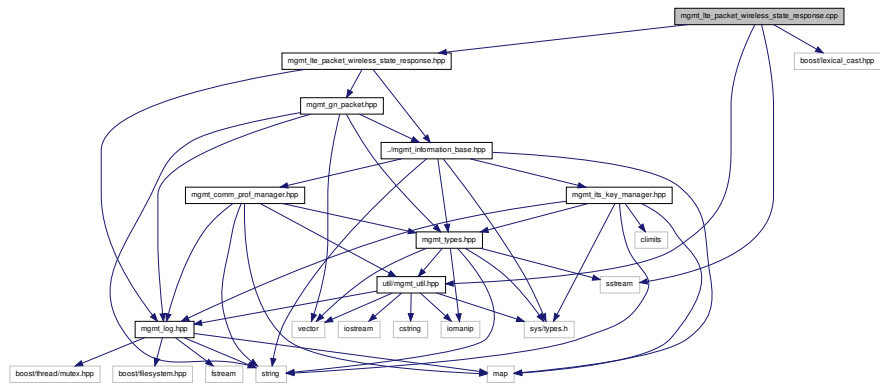 mgmt_lte_packet_wireless_state_response.cpp
mgmt_lte_packet_wireless_state_response.hpp
boost/lexical_cast.hpp
mgmt_gn_packet.hpp
../mgmt_information_base.hpp
mgmt_comm_prof_manager.hpp
mgmt_its_key_manager.hpp
mgmt_types.hpp
climits
util/mgmt_util.hpp
sstream
mgmt_log.hpp
vector
iostream
cstring
iomanip
sys/types.h
boost/thread/mutex.hpp
boost/filesystem.hpp
fstream
string
map